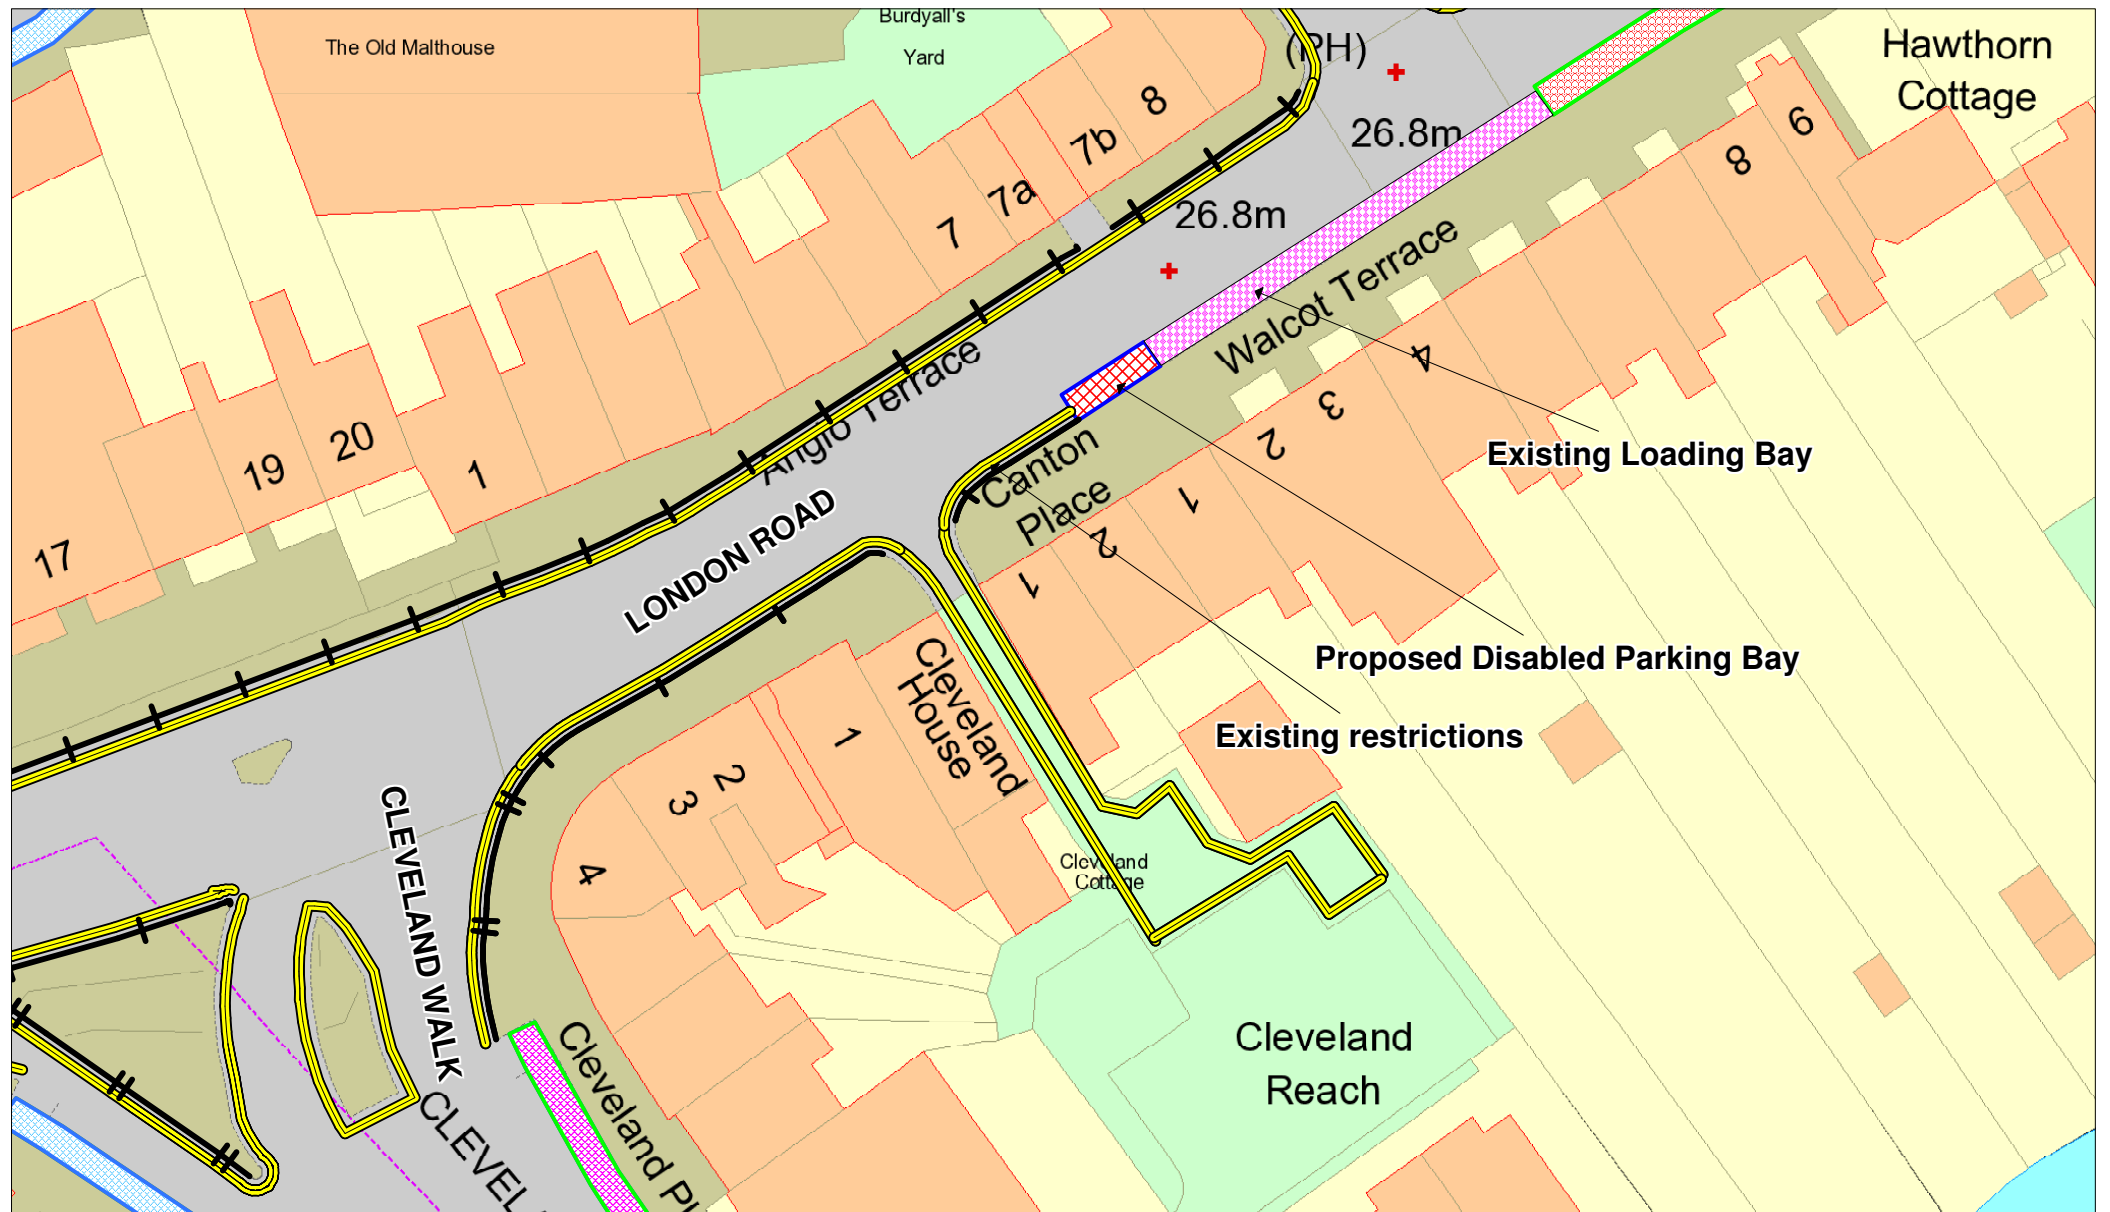 Burdyall's
Yard
The Old Malthouse
(PH)
Hawthorn
Cottage
26.8m
26.8m
8
7b
7a
7
6
8
Walcot Terrace
4
3
2
1
Anglo Terrace
19
20
1
17
Canton
Place
2
1
LONDON ROAD
Existing Loading Bay
Proposed Disabled Parking Bay
Existing restrictions
Cleveland
House
1
2
3
4
CLEVELAND WALK
Cleveland
Cottage
Cleveland
Reach
Cleveland Pl
CLEVEL